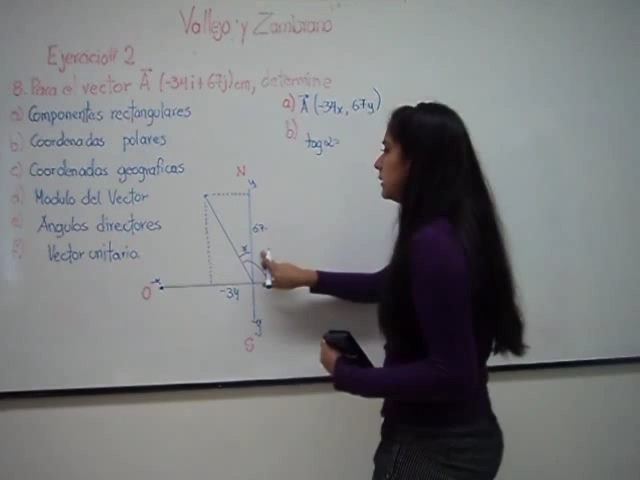 Vallejo y Zambrano
Ejercicio# 2
8. Para el vector A (-34i+67j)cm, determine
a) Componentes rectangulares
b) Coordenadas polares
c) Coordenadas geograficas
d) Modulo del Vector
e) Angulos directores
f) Vector unitario.
a) A (-34x, 67y)
b)
tag α=
N
y
67
α
-x
O
-34
-y
S